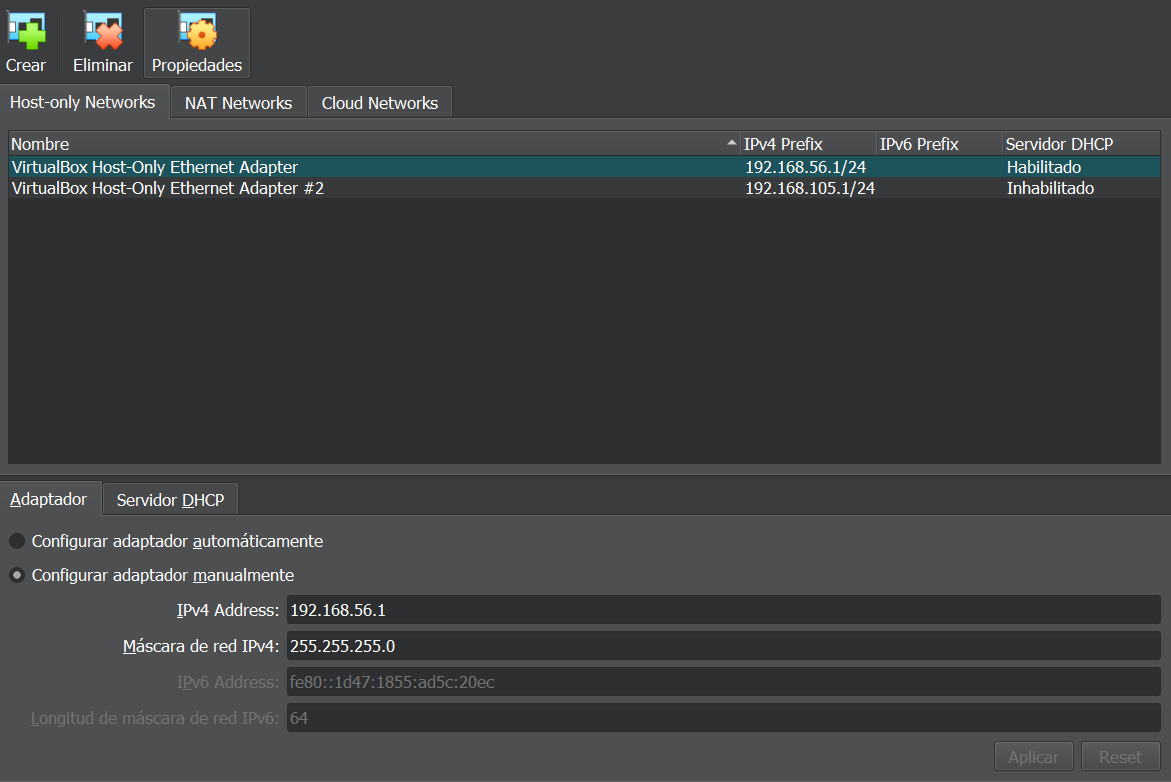 Crear Eliminar Propiedades
Host-only Networks NAT Networks Cloud Networks
Nombre IPv4 Prefix IPv6 Prefix Servidor DHCP
VirtualBox Host-Only Ethernet Adapter 192.168.56.1/24 Habilitado
VirtualBox Host-Only Ethernet Adapter #2 192.168.105.1/24 Inhabilitado
Adaptador Servidor DHCP
Configurar adaptador automáticamente
Configurar adaptador manualmente
IPv4 Address: 192.168.56.1
Máscara de red IPv4: 255.255.255.0
IPv6 Address: fe80::1d47:1855:ad5c:20ec
Longitud de máscara de red IPv6: 64
Aplicar Reset